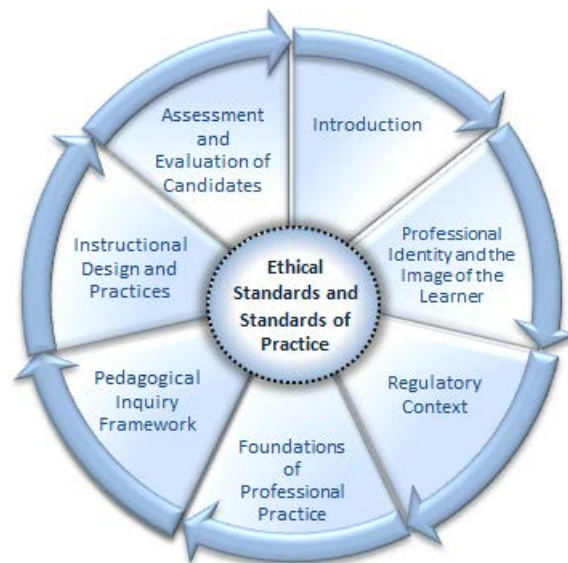 Introduction
Professional
Identity and the
Image of the
Learner
Regulatory
Context
Foundations
of
Professional
Practice
Pedagogical
Inquiry
Framework
Instructional
Design and
Practices
Assessment
and
Evaluation of
Candidates
Ethical
Standards and
Standards of
Practice